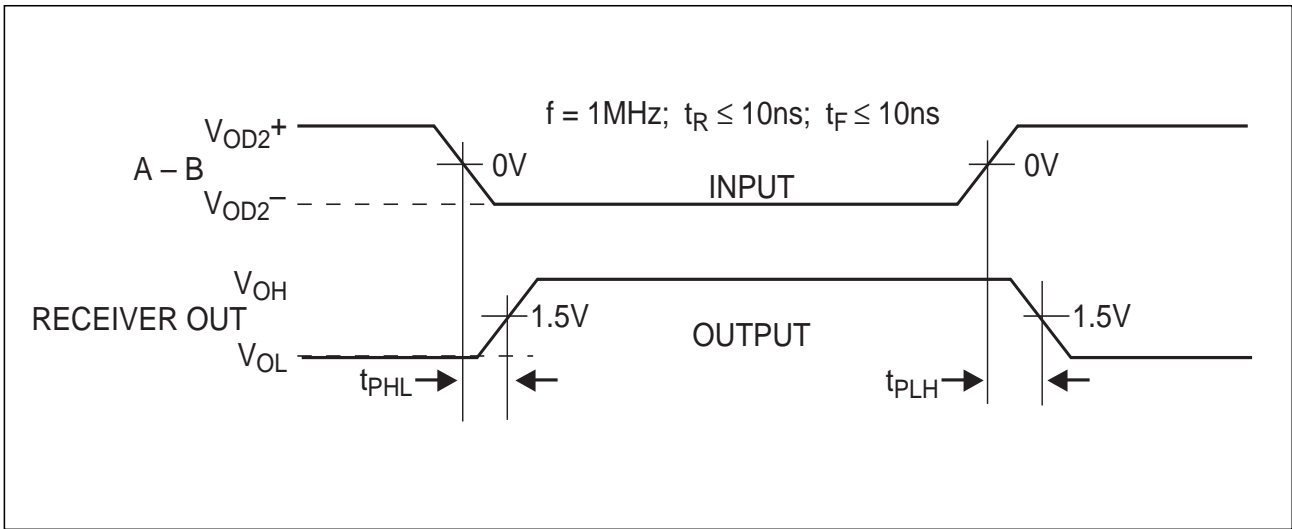 f = 1MHz; tR ≤ 10ns; tF ≤ 10ns
VOD2+
A – B
0V
0V
VOD2–
INPUT
VOH
RECEIVER OUT
1.5V
1.5V
OUTPUT
VOL
tPHL
tPLH